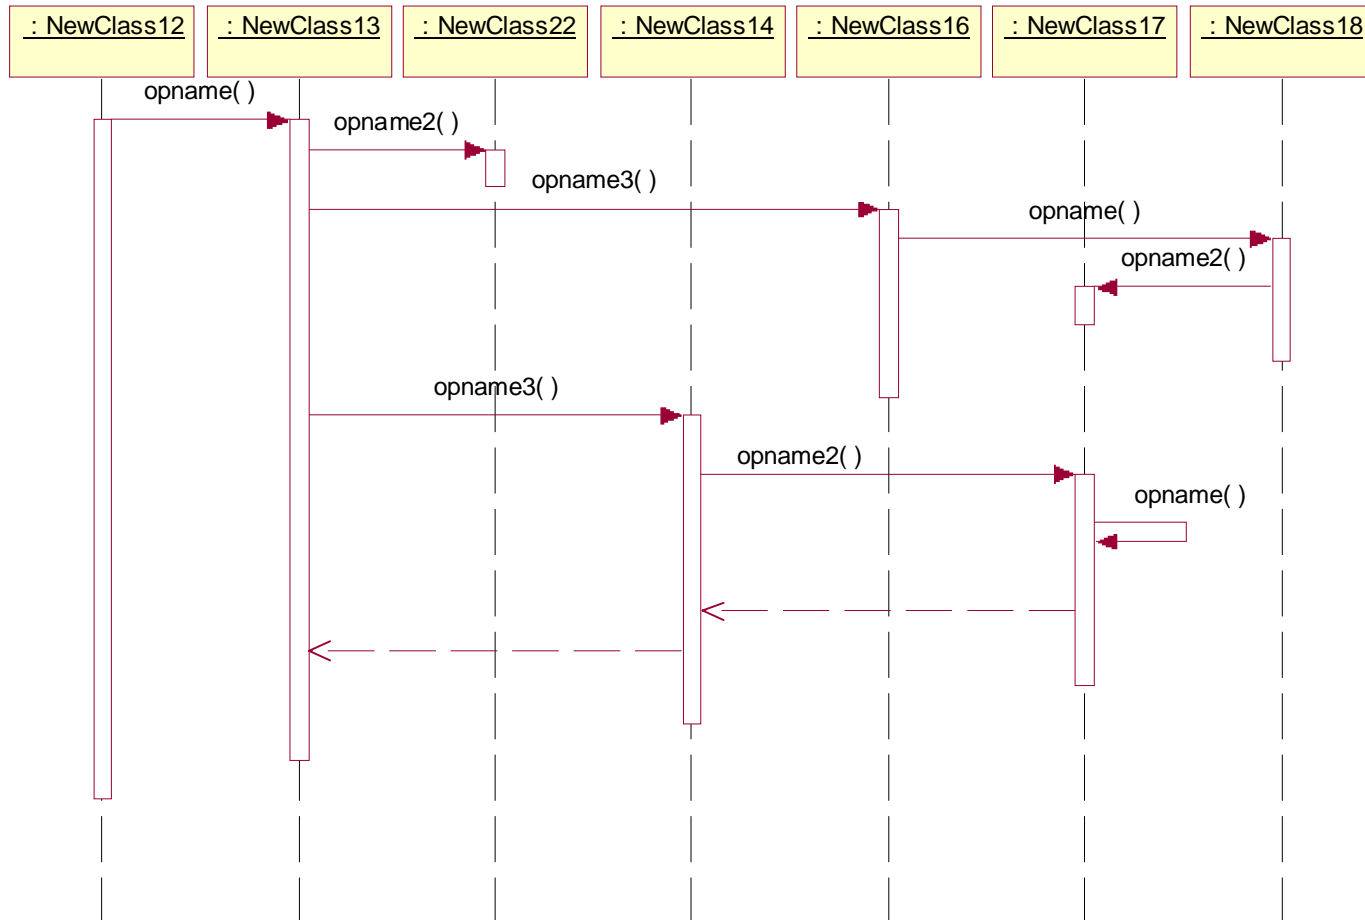 : NewClass12
: NewClass13
: NewClass22
: NewClass14
: NewClass16
: NewClass17
: NewClass18
opname( )
opname2( )
opname3( )
opname( )
opname2( )
opname3( )
opname2( )
opname( )